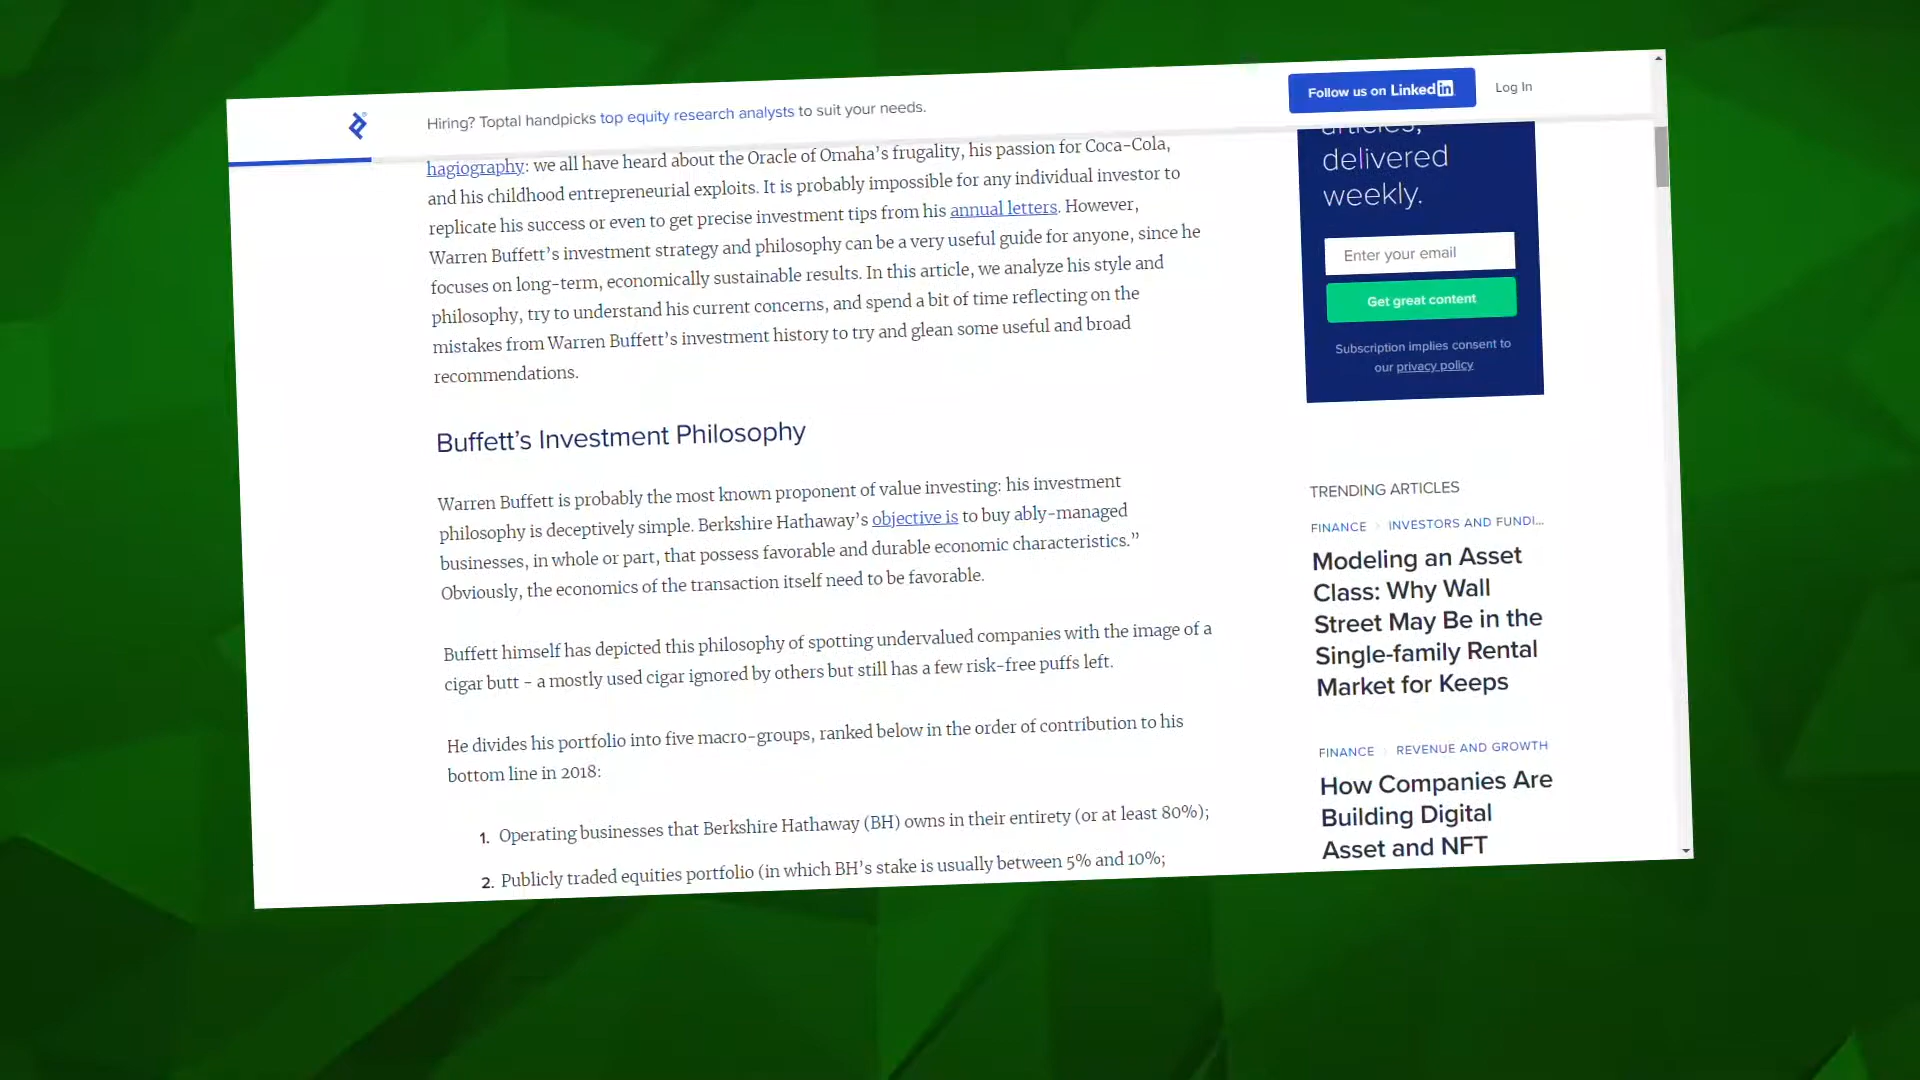 Hiring? Toptal handpicks top equity research analysts to suit your needs.
Follow us on Linkedin
Log In
hagiography: we all have heard about the Oracle of Omaha's frugality, his passion for Coca-Cola,
and his childhood entrepreneurial exploits. It is probably impossible for any individual investor to
replicate his success or even to get precise investment tips from his annual letters. However,
Warren Buffett's investment strategy and philosophy can be a very useful guide for anyone, since he
focuses on long-term, economically sustainable results. In this article, we analyze his style and
philosophy, try to understand his current concerns, and spend a bit of time reflecting on the
mistakes from Warren Buffett's investment history to try and glean some useful and broad
recommendations.
Buffett's Investment Philosophy
Warren Buffett is probably the most known proponent of value investing: his investment
philosophy is deceptively simple. Berkshire Hathaway's objective is to buy ably-managed
businesses, in whole or part, that possess favorable and durable economic characteristics.”
Obviously, the economics of the transaction itself need to be favorable.
Buffett himself has depicted this philosophy of spotting undervalued companies with the image of a
cigar butt – a mostly used cigar ignored by others but still has a few risk-free puffs left.
He divides his portfolio into five macro-groups, ranked below in the order of contribution to his
bottom line in 2018:
1. Operating businesses that Berkshire Hathaway (BH) owns in their entirety (or at least 80%);
2. Publicly traded equities portfolio (in which BH's stake is usually between 5% and 10%;
articles,
delivered
weekly.
Enter your email
Get great content
Subscription implies consent to
our privacy policy
TRENDING ARTICLES
FINANCE > INVESTORS AND FUNDI...
Modeling an Asset
Class: Why Wall
Street May Be in the
Single-family Rental
Market for Keeps
FINANCE > REVENUE AND GROWTH
How Companies Are
Building Digital
Asset and NFT